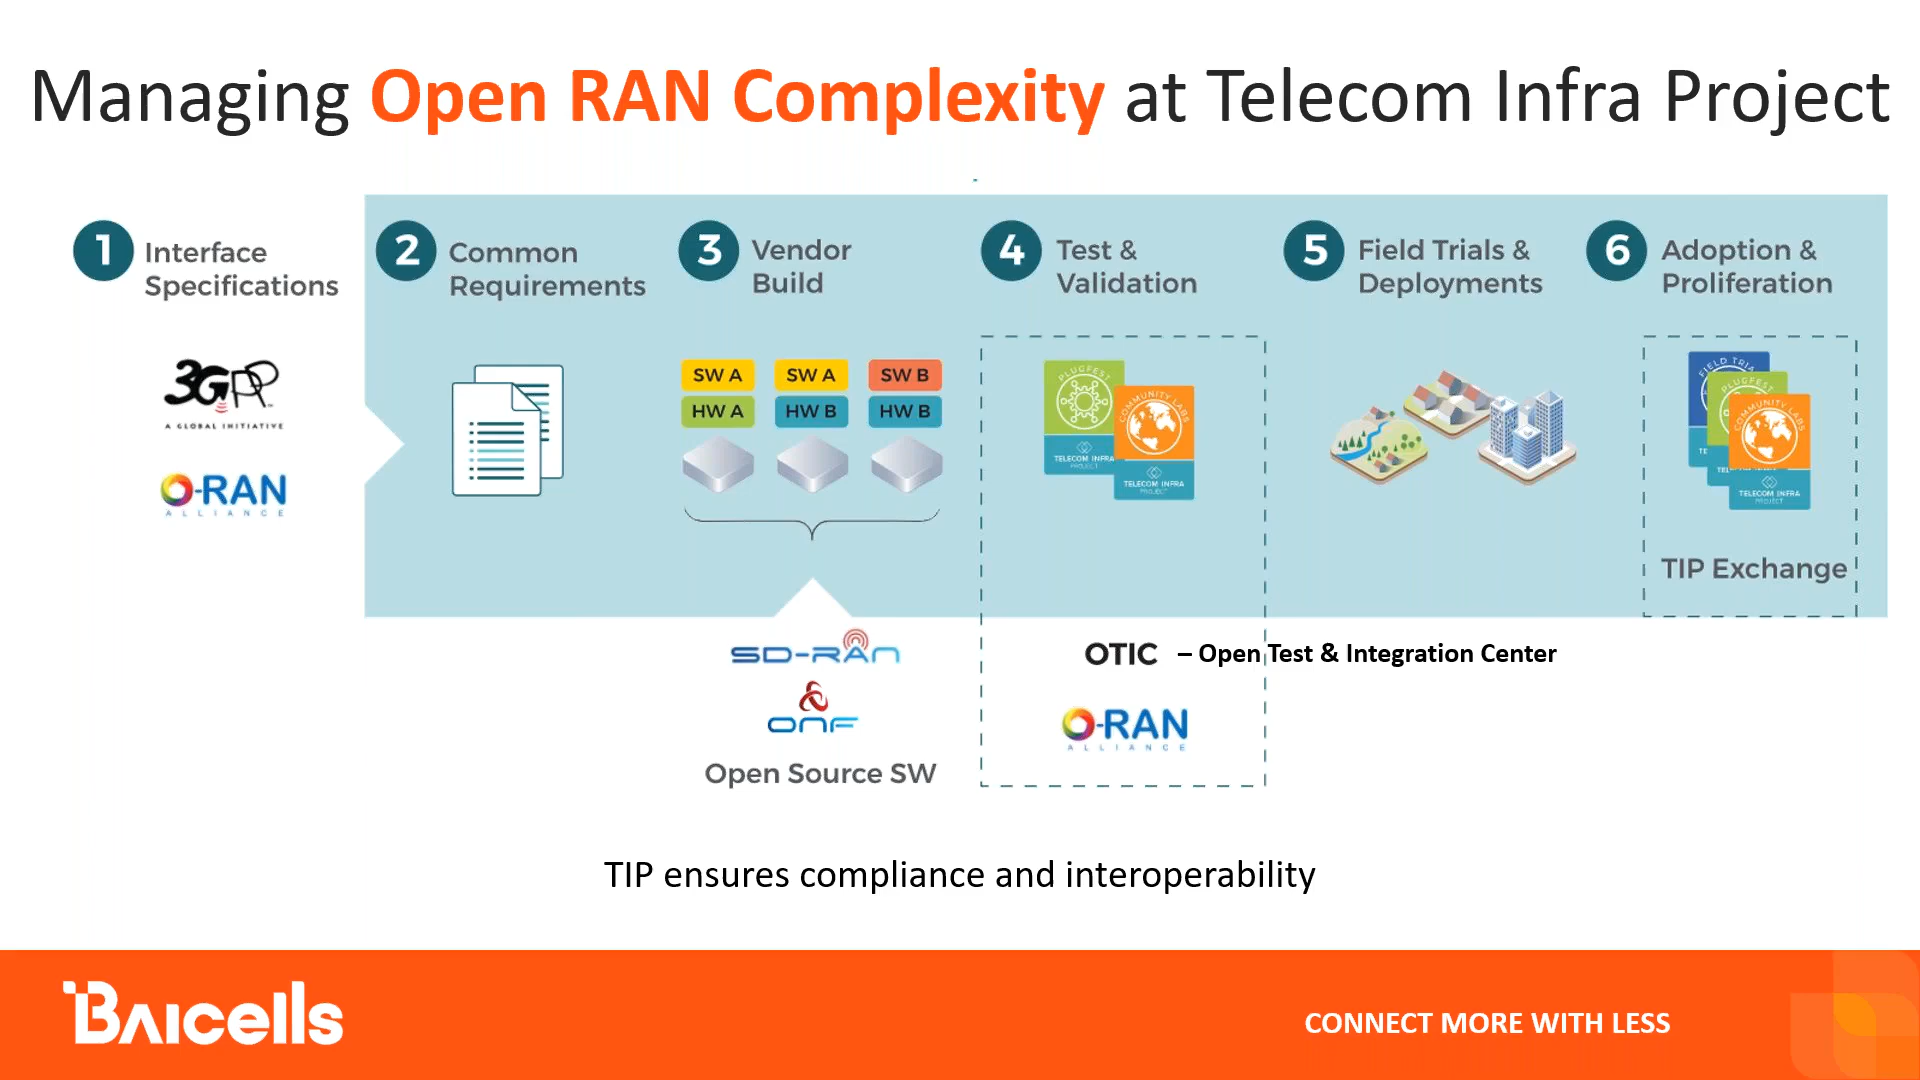 Managing Open RAN Complexity at Telecom Infra Project
1 Interface
Specifications
3GPP
A GLOBAL INITIATIVE
O-RAN
ALLIANCE
2 Common
Requirements
3 Vendor
Build
SW A
HW A
SW A
HW B
SW B
HW B
SD-RAN
ONF
Open Source SW
4 Test &
Validation
PLUGFEST
TELECOM INFRA
PROJECT
COMMUNITY LABS
TELECOM INFRA
PROJECT
OTIC – Open Test & Integration Center
O-RAN
ALLIANCE
5 Field Trials &
Deployments
6 Adoption &
Proliferation
FIELD TRIA
TE
PLUGFEST
TEL
COMMUNITY LABS
TELECOM INFRA
PROJECT
TIP Exchange
TIP ensures compliance and interoperability
BAICELLS
CONNECT MORE WITH LESS